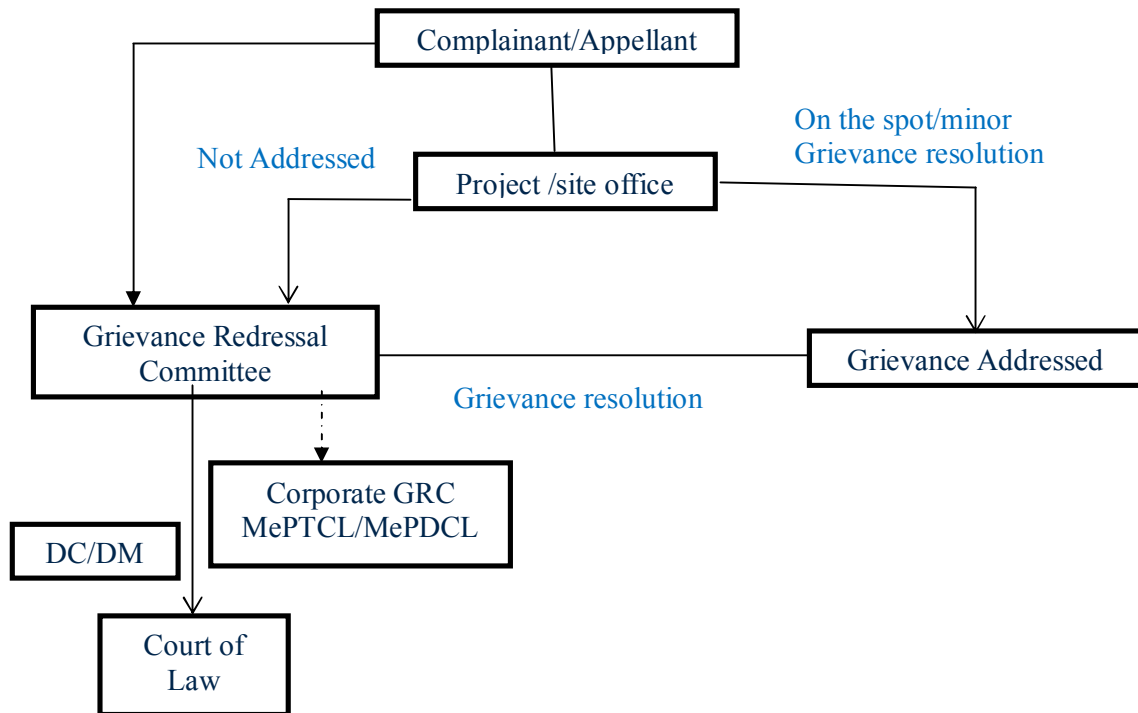 Complainant/Appellant
On the spot/minor
Grievance resolution
Not Addressed
Project /site office
Grievance Redressal
Committee
Grievance Addressed
Grievance resolution
Corporate GRC
MePTCL/MePDCL
DC/DM
Court of
Law